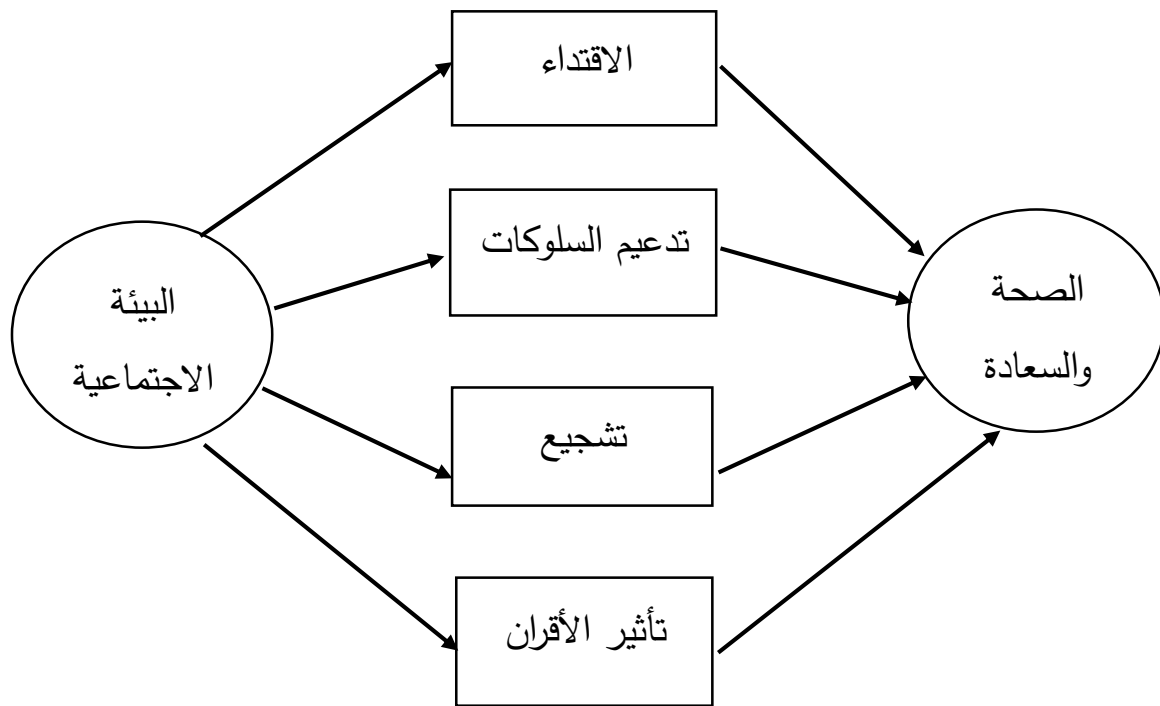 الاقتداء
تدعيم السلوكات
البيئة
الاجتماعية
الصحة
والسعادة
تشجيع
تأثير الأقران